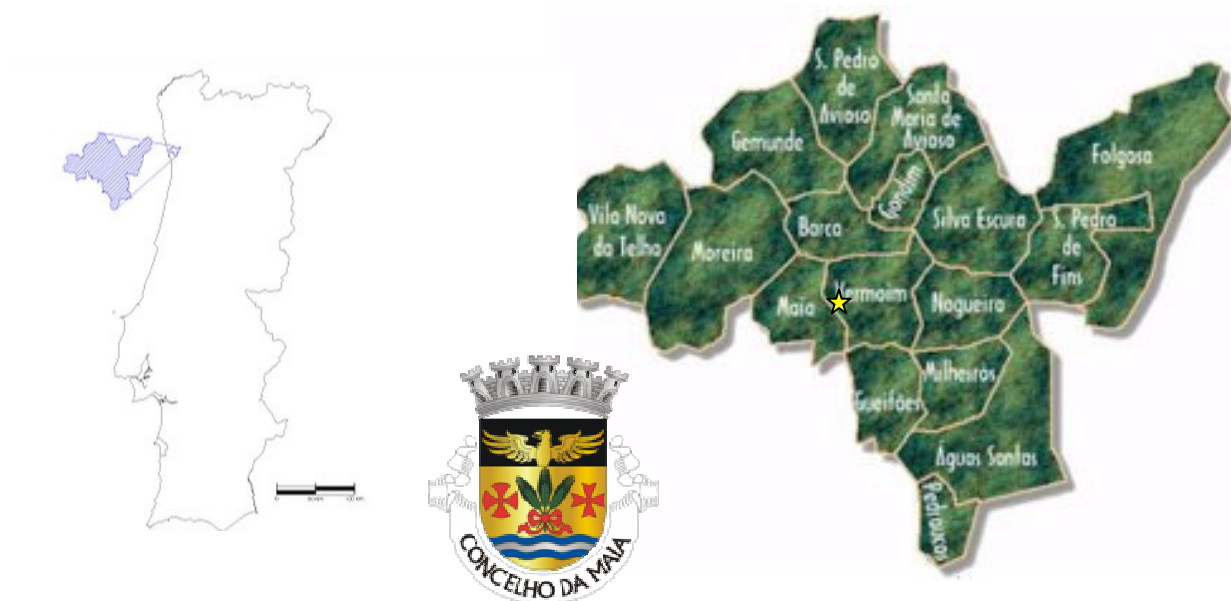 S. Pedro
de
Avioso
Santa
Maria de
Avioso
Gemunde
Folgosa
Gondim
Vila Nova
da Telha
Barca
Silva Escura
S. Pedro
de
Fins
Moreira
Maia
Vermoim
Nogueira
Milheirós
Gueifães
Águas Santas
Pedrouços
CONCELHO DA MAIA